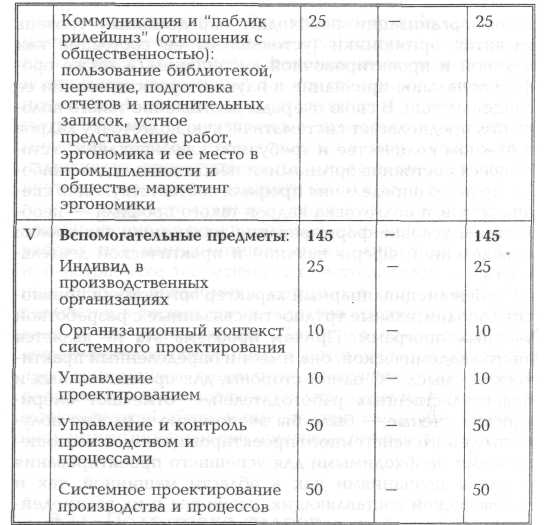 Коммуникация и "паблик 25 — 25
рилейшнз" (отношения с
общественностью):
пользование библиотекой,
черчение, подготовка
отчетов и пояснительных
записок, устное
представление работ,
эргономика и ее место в
промышленности и
обществе, маркетинг
эргономики
V Вспомогательные предметы: 145 — 145
Индивид в 25 — 25
производственных
организациях
Организационный контекст 10 — 10
системного проектирования
Управление 10 — 10
проектированием
Управление и контроль 50 — 50
производством и
процессами
Системное проектирование 50 — 50
производства и процессов